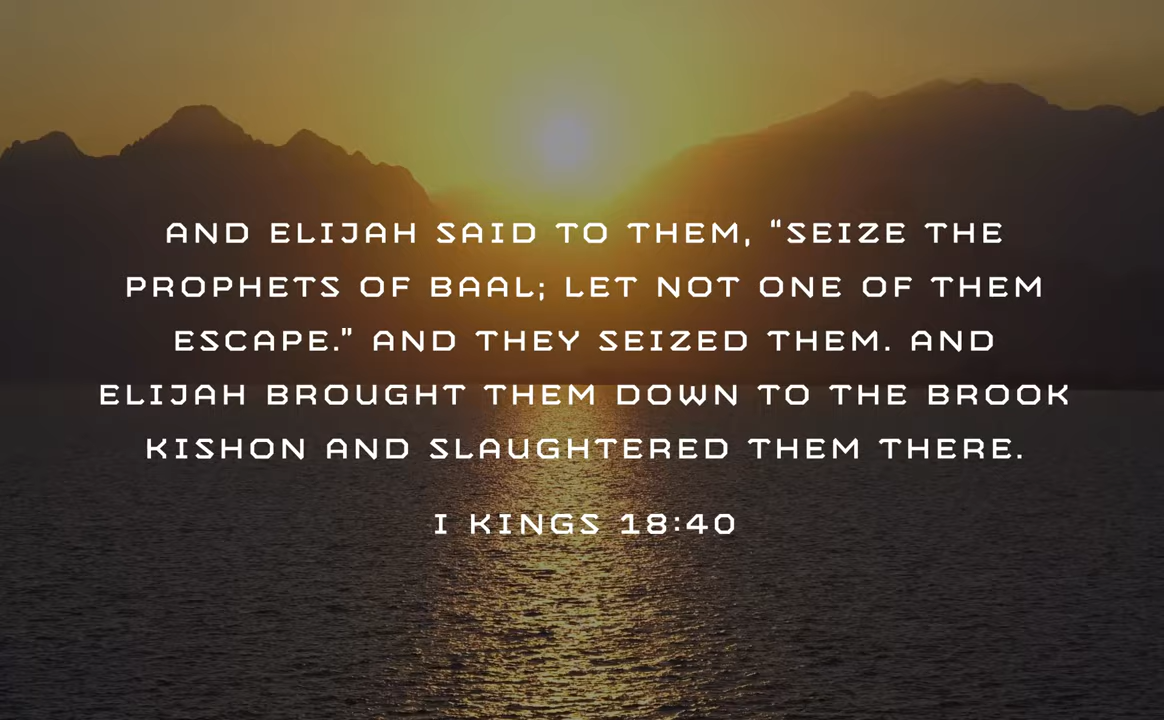 AND ELIJAH SAID TO THEM, “SEIZE THE
PROPHETS OF BAAL; LET NOT ONE OF THEM
ESCAPE.” AND THEY SEIZED THEM. AND
ELIJAH BROUGHT THEM DOWN TO THE BROOK
KISHON AND SLAUGHTERED THEM THERE.
I KINGS 18:40